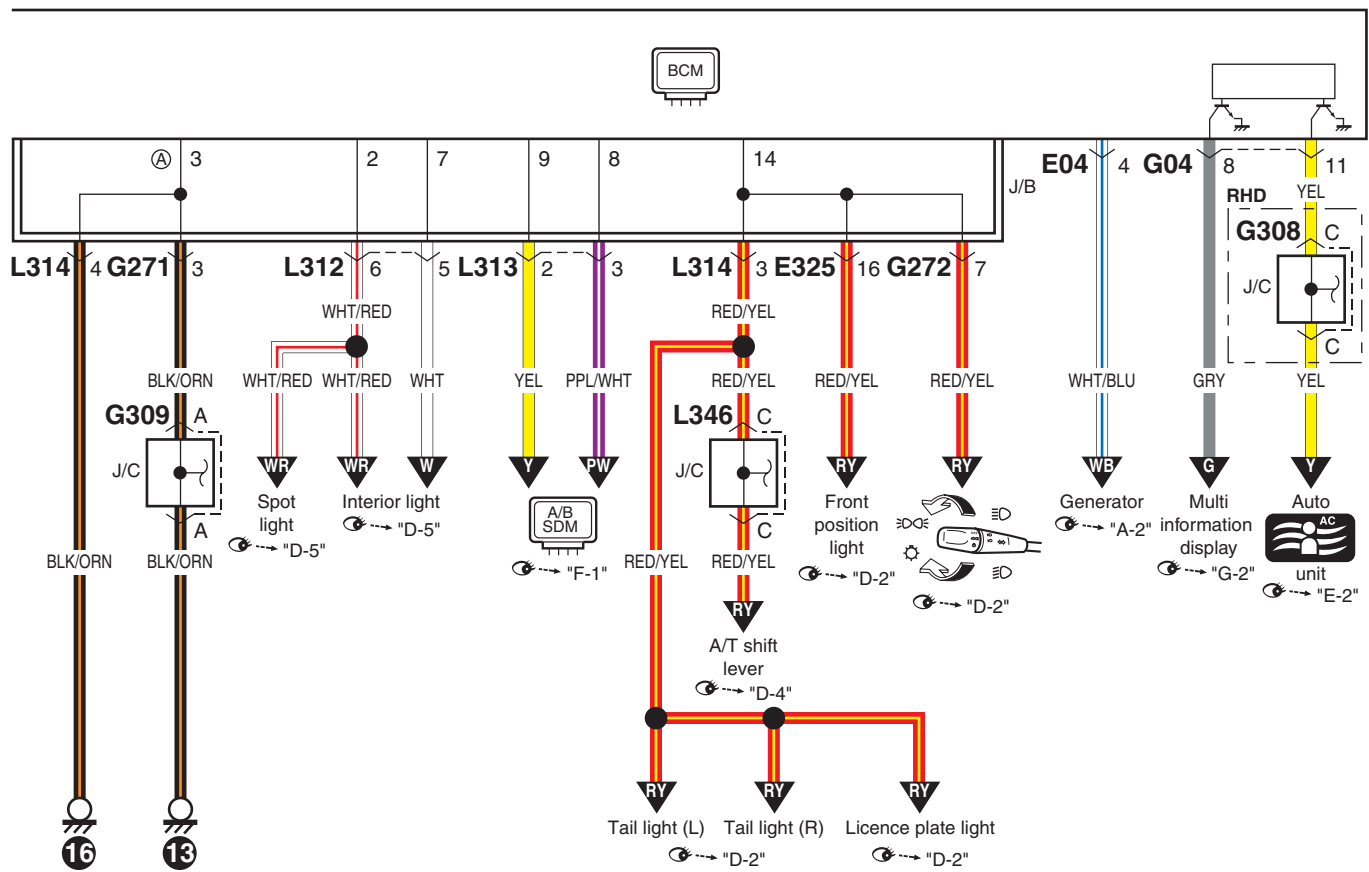 BCM
Ⓐ 3 2 7 9 8 14
J/B
E04 4 G04 8 11
YEL
RHD
G308 C
J/C
C
L314 4 G271 3 L312 6 5 L313 2 3 L314 3 E325 16 G272 7
WHT/RED RED/YEL
BLK/ORN WHT/RED WHT/RED WHT YEL PPL/WHT RED/YEL RED/YEL RED/YEL WHT/BLU GRY YEL
G309 A L346 C
J/C J/C
A C
WR WR W Y PW RY RY WB G Y
Spot
light
"D-5"
Interior light
"D-5"
A/B
SDM
"F-1"
Front
position
light
"D-2"
"D-2"
Generator
"A-2"
Multi
information
display
"G-2"
Auto
AC
unit
"E-2"
BLK/ORN BLK/ORN RED/YEL RED/YEL
RY
A/T shift
lever
"D-4"
RY RY RY
Tail light (L) Tail light (R) Licence plate light
"D-2" "D-2"
16 13